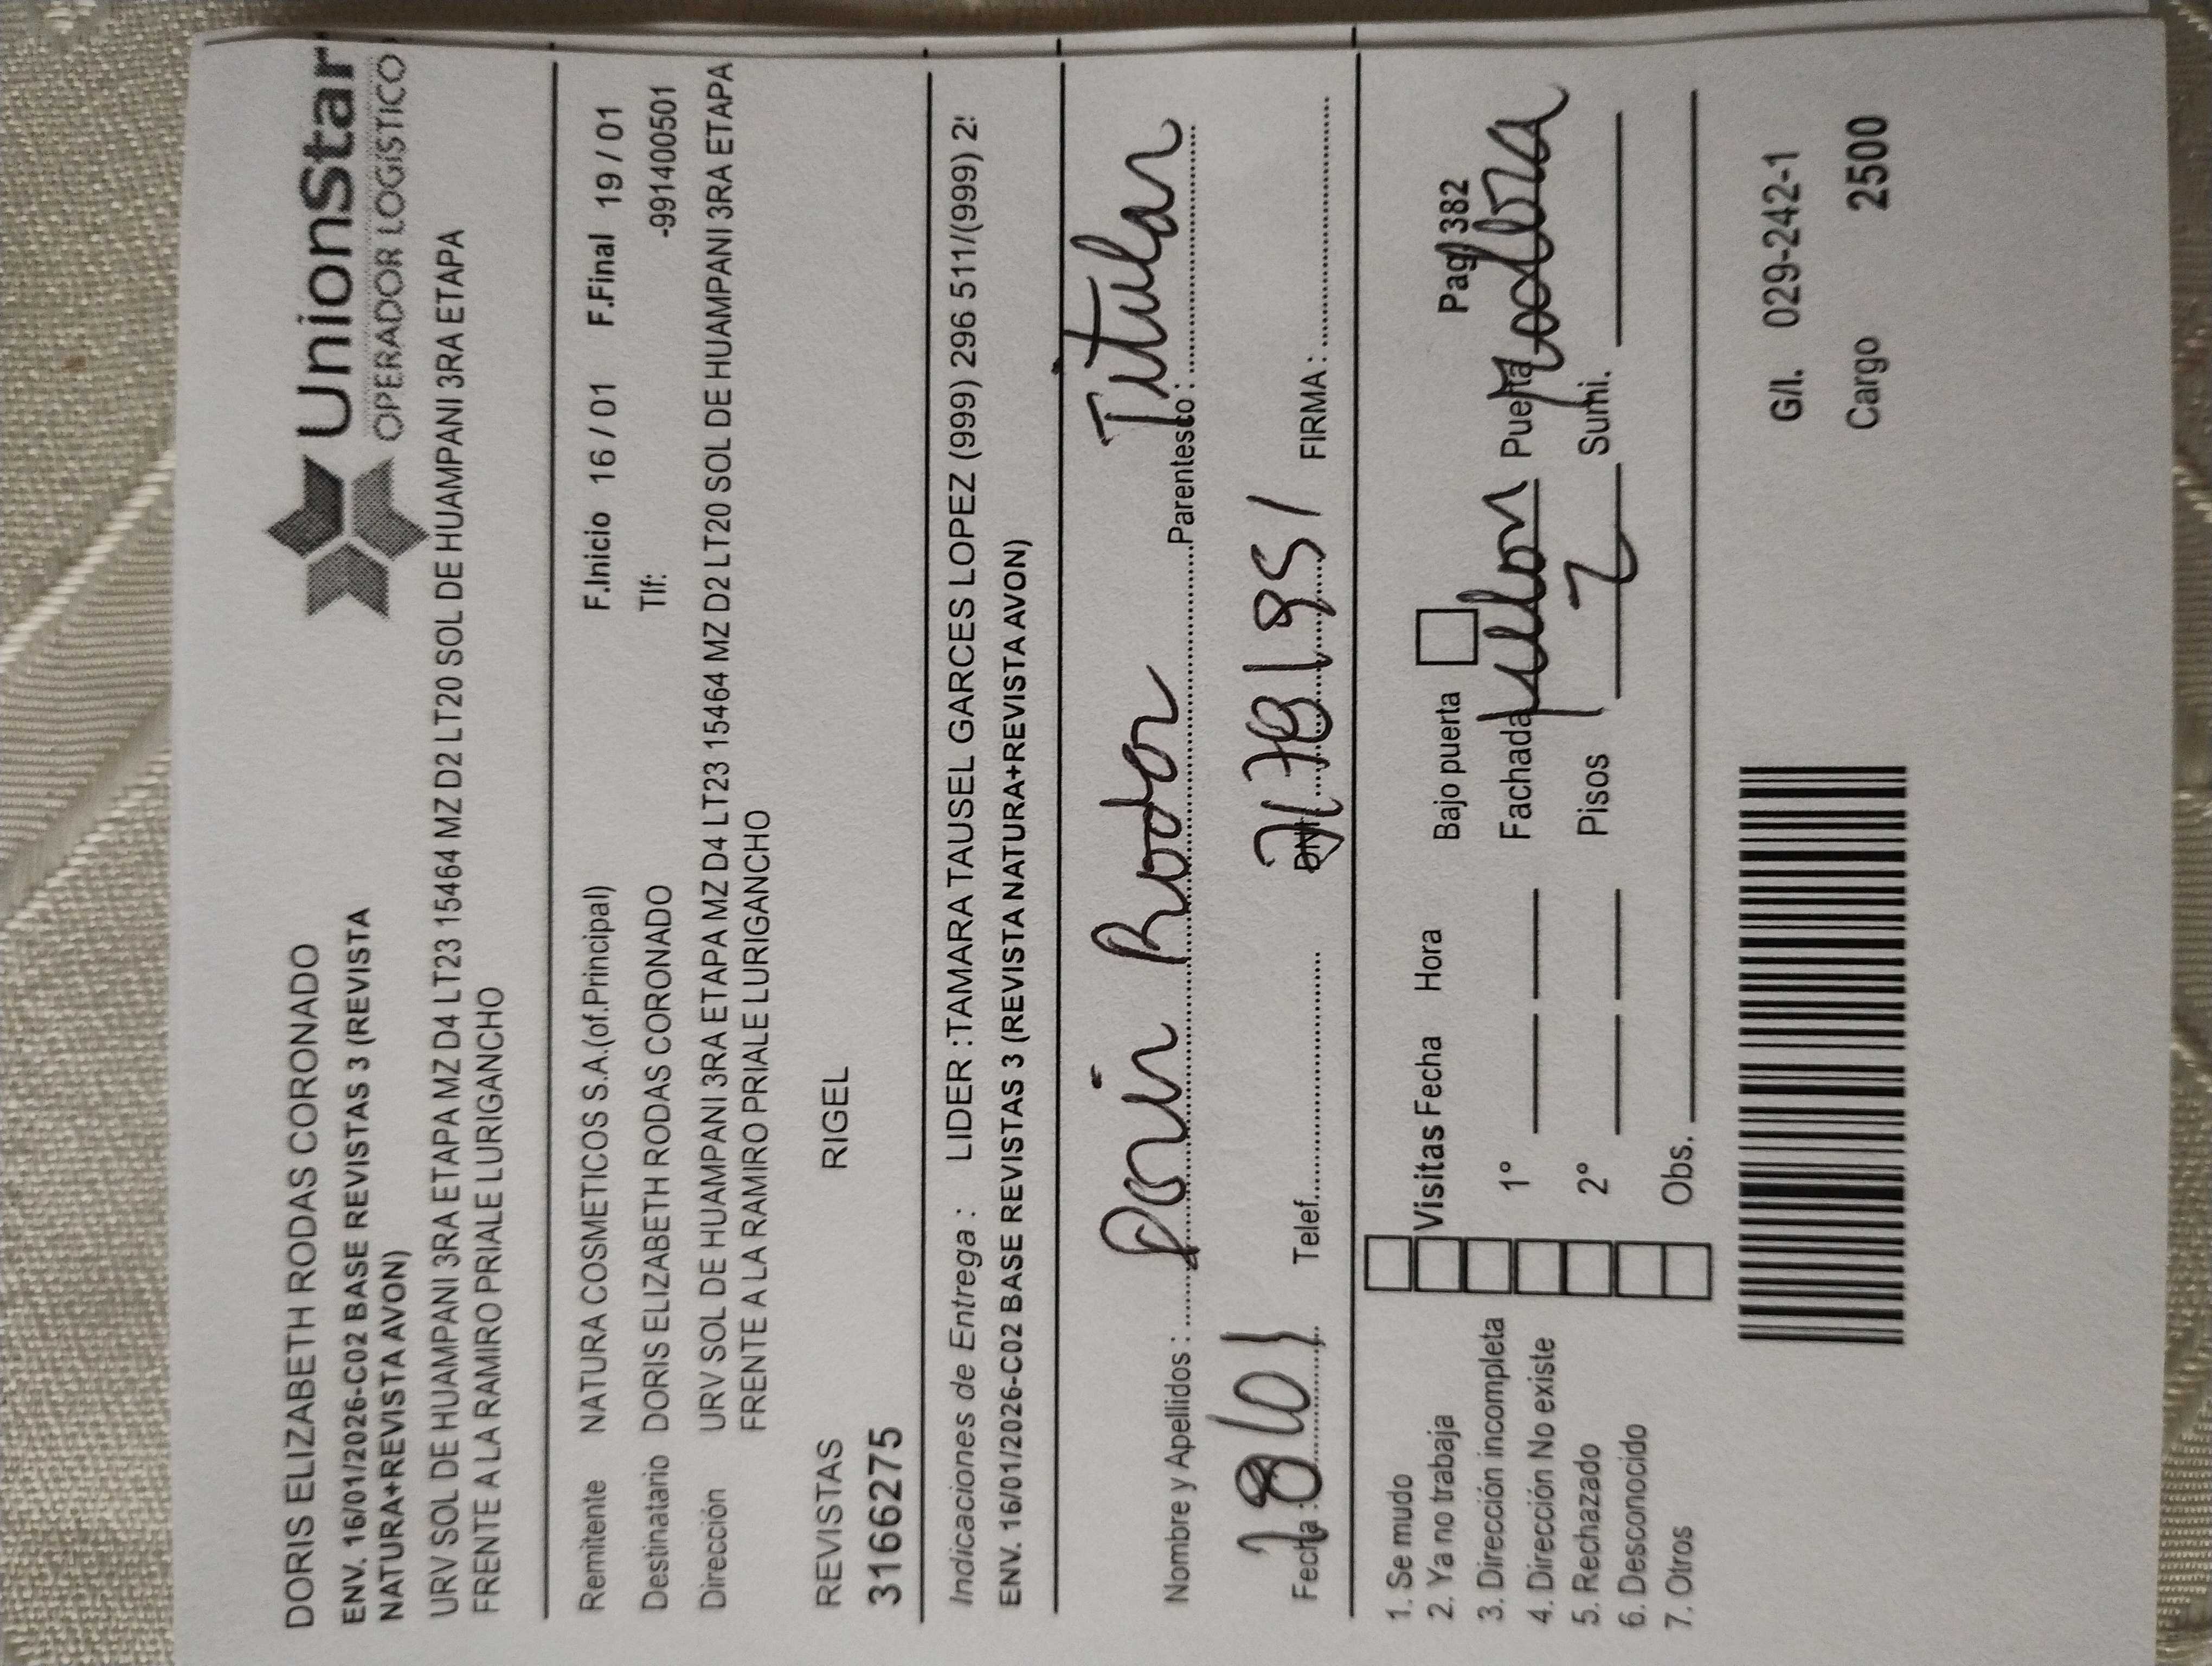 UnionStar
OPERADOR LOGÍSTICO
DORIS ELIZABETH RODAS CORONADO
ENV. 16/01/2026-C02 BASE REVISTAS 3 (REVISTA
NATURA+REVISTA AVON)
URV SOL DE HUAMPANI 3RA ETAPA MZ D4 LT23 15464 MZ D2 LT20 SOL DE HUAMPANI 3RA ETAPA
FRENTE A LA RAMIRO PRIALE LURIGANCHO
F.Inicio 16 / 01 F.Final 19 / 01
Remitente NATURA COSMETICOS S.A.(of.Principal)
Destinatario DORIS ELIZABETH RODAS CORONADO Tlf: -991400501
Dirección URV SOL DE HUAMPANI 3RA ETAPA MZ D4 LT23 15464 MZ D2 LT20 SOL DE HUAMPANI 3RA ETAPA
FRENTE A LA RAMIRO PRIALE LURIGANCHO
REVISTAS RIGEL
3166275
Indicaciones de Entrega : LIDER :TAMARA TAUSEL GARCES LOPEZ (999) 296 511/(999) 2
ENV. 16/01/2026-C02 BASE REVISTAS 3 (REVISTA NATURA+REVISTA AVON)
Nombre y Apellidos : Doris Rodas Parentesco : Titular
Fecha : Telef. DNI FIRMA :
1. Se mudo
2. Ya no trabaja
3. Dirección incompleta
4. Dirección No existe
5. Rechazado
6. Desconocido
7. Otros
Visitas Fecha Hora Bajo puerta Pag 382
1° Fachada Puerta
2° Pisos 2 Sumi.
Obs.
G/I. 029-242-1
Cargo 2500